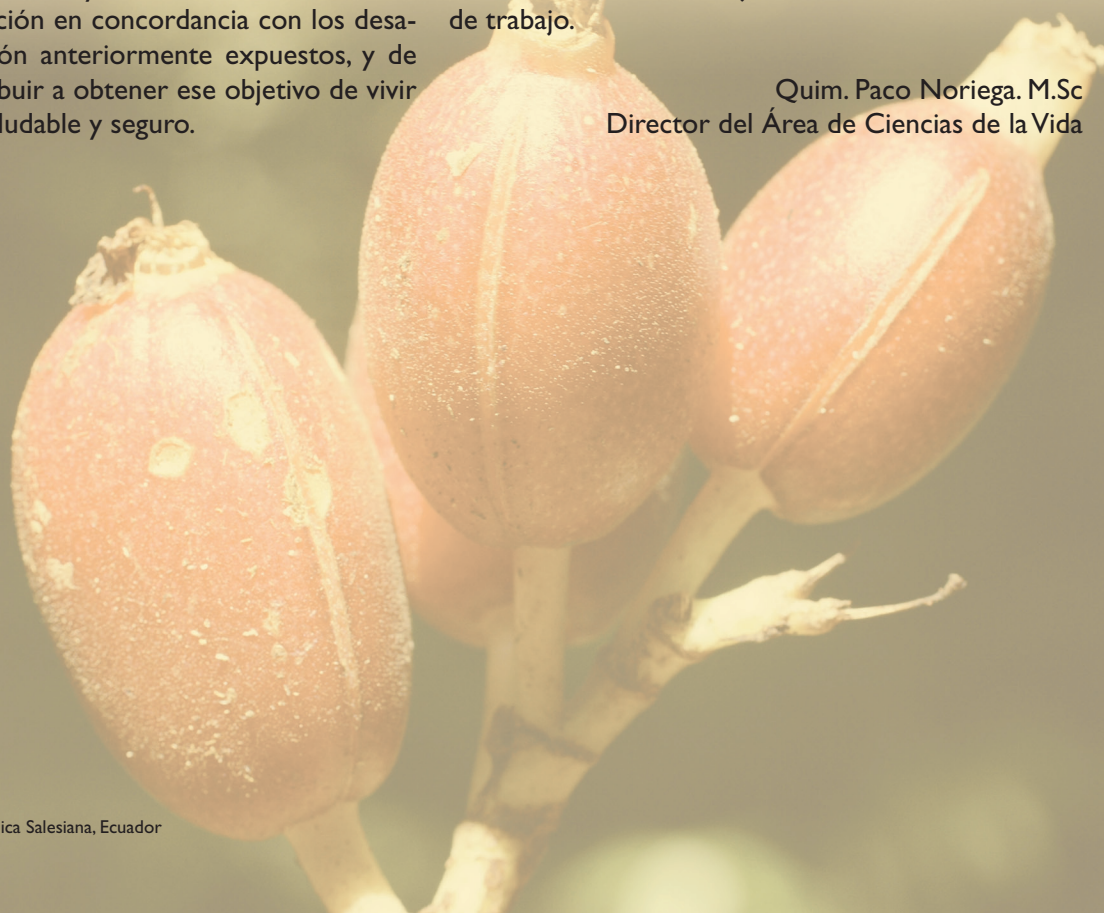 ción en concordancia con los desa-
ón anteriormente expuestos, y de
buir a obtener ese objetivo de vivir
ludable y seguro.
de trabajo.
Quim. Paco Noriega. M.Sc
Director del Área de Ciencias de la Vida
ica Salesiana, Ecuador